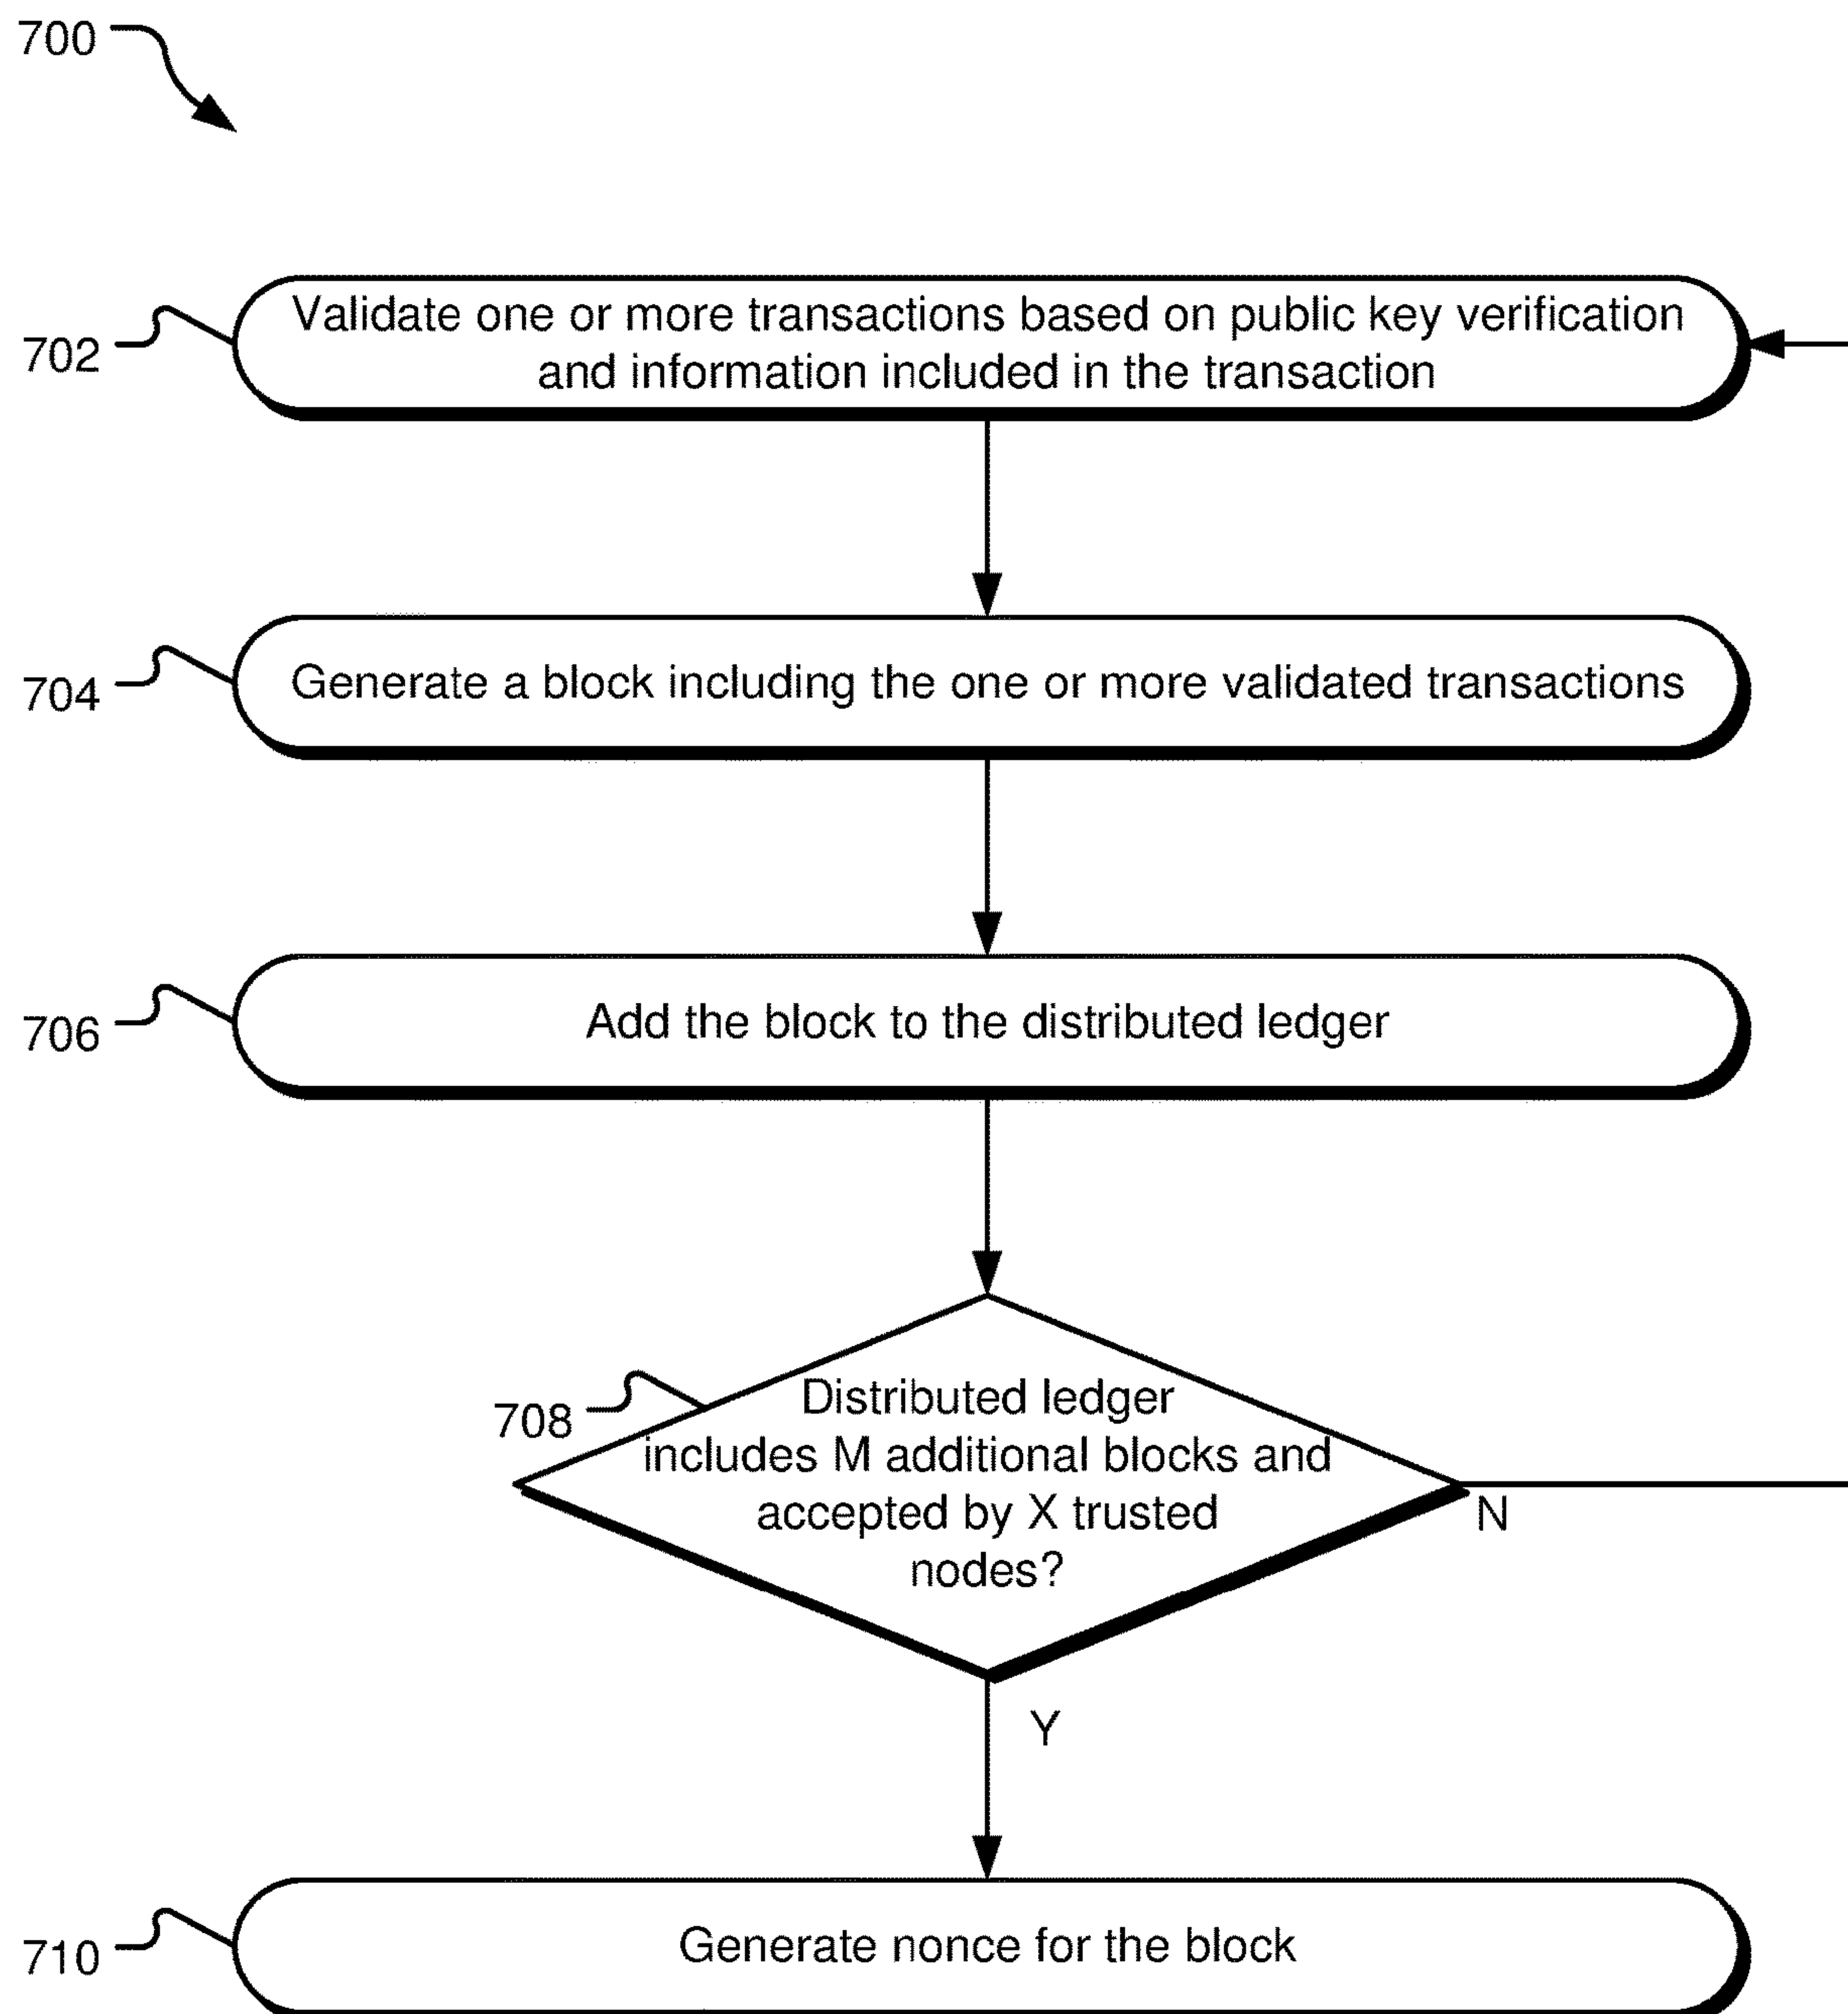 700
702
Validate one or more transactions based on public key verification
and information included in the transaction
704
Generate a block including the one or more validated transactions
706
Add the block to the distributed ledger
708
Distributed ledger
includes M additional blocks and
accepted by X trusted
nodes?
N
Y
710
Generate nonce for the block